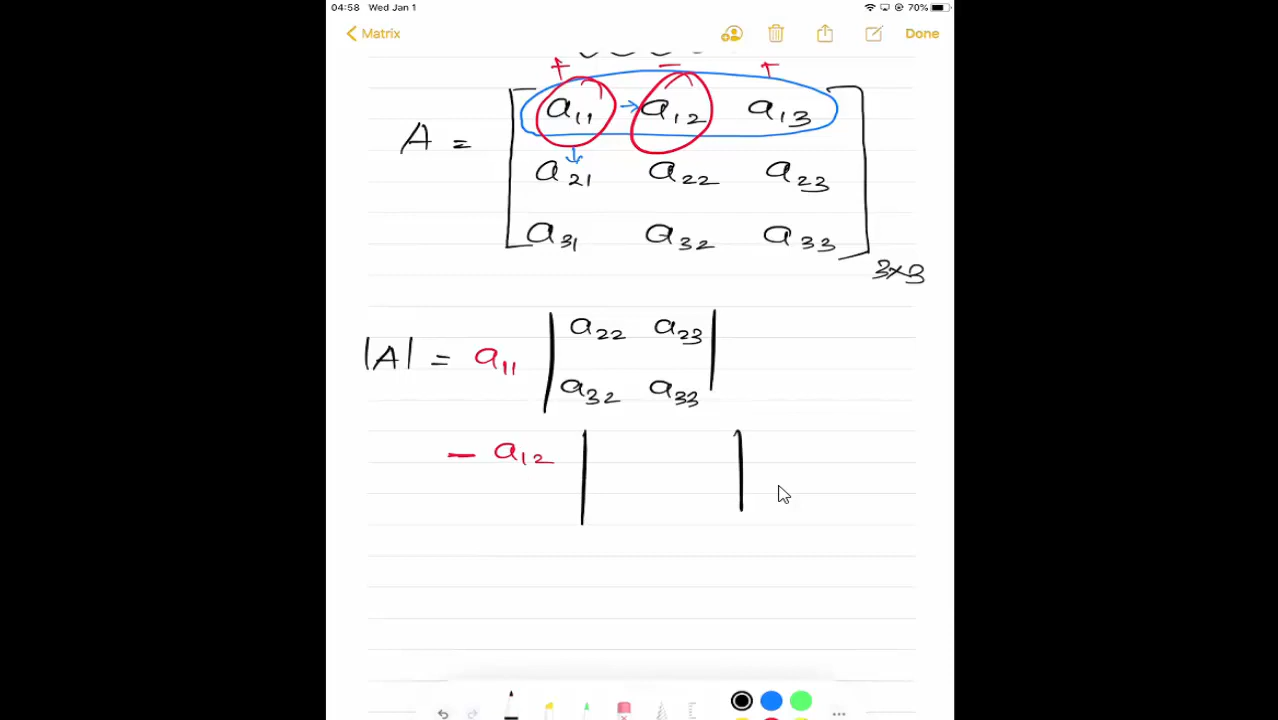 04:58 Wed Jan 1 70%
Matrix Done
+ − +
A = [ a11 → a12 a13
↓
a21 a22 a23
a31 a32 a33 ] 3×3
|A| = a11 | a22 a23 |
| a32 a33 |
− a12 | |